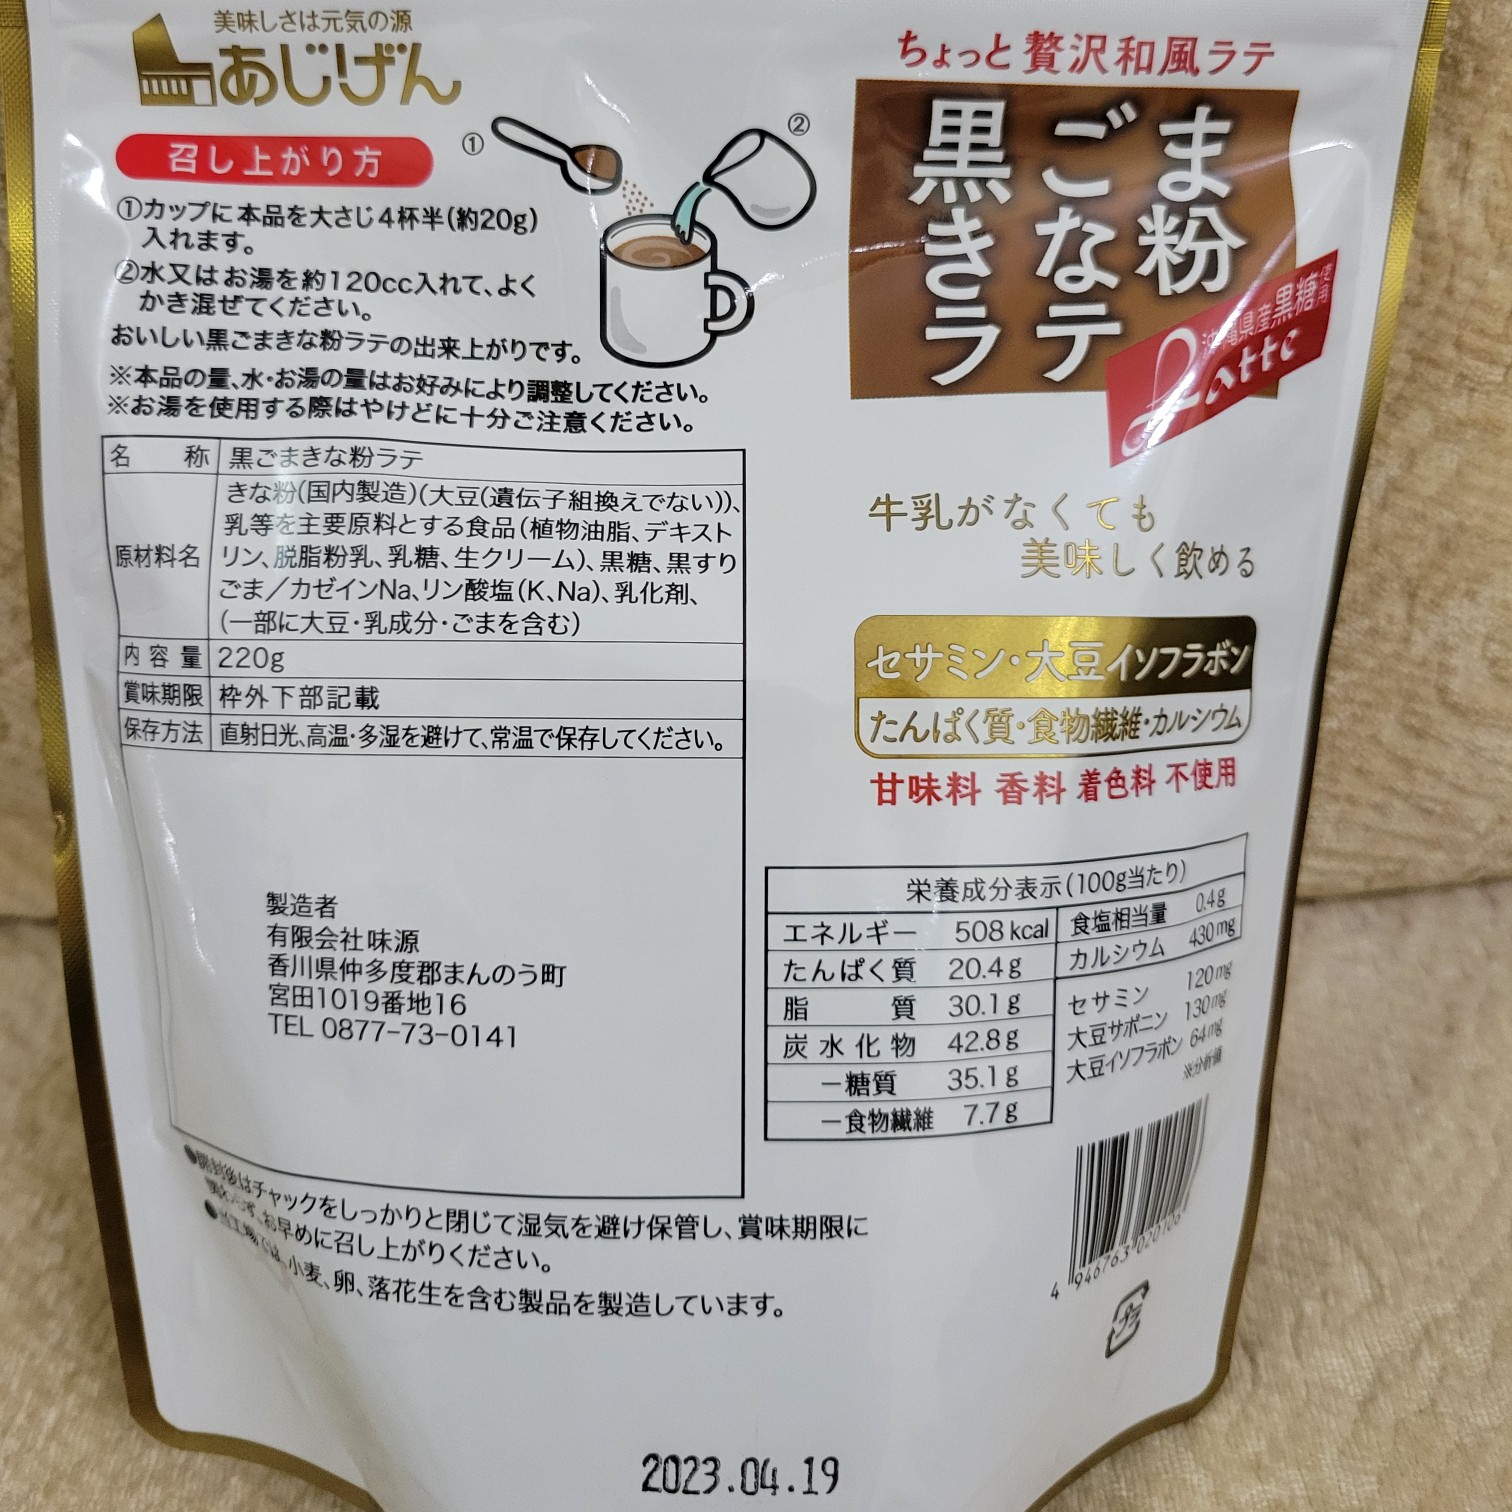 美味しさは元気の源
あじげん
召し上がり方
①カップに本品を大さじ4杯半(約20g)
入れます。
②水又はお湯を約120cc入れて、よく
かき混ぜてください。
おいしい黒ごまきな粉ラテの出来上がりです。
※本品の量、水・お湯の量はお好みにより調整してください。
※お湯を使用する際はやけどに十分ご注意ください。
①
②
名 称 黒ごまきな粉ラテ
原材料名
きな粉(国内製造)(大豆(遺伝子組換えでない))、
乳等を主要原料とする食品(植物油脂、デキスト
リン、脱脂粉乳、乳糖、生クリーム)、黒糖、黒すり
ごま/カゼインNa、リン酸塩(K、Na)、乳化剤、
(一部に大豆・乳成分・ごまを含む)
内容量 220g
賞味期限 枠外下部記載
保存方法 直射日光、高温・多湿を避けて、常温で保存してください。
製造者
有限会社味源
香川県仲多度郡まんのう町
宮田1019番地16
TEL 0877-73-0141
●開封後はチャックをしっかりと閉じて湿気を避け保管し、賞味期限に
関わらず、お早めに召し上がりください。
●当工場では、小麦、卵、落花生を含む製品を製造しています。
ちょっと贅沢和風ラテ
黒ごま
きな粉
ラテ
沖縄県産黒糖使用
Latte
牛乳がなくても
美味しく飲める
セサミン・大豆イソフラボン
たんぱく質・食物繊維・カルシウム
甘味料 香料 着色料 不使用
栄養成分表示(100g当たり)
エネルギー 508kcal
たんぱく質 20.4g
脂質 30.1g
炭水化物 42.8g
－糖質 35.1g
－食物繊維 7.7g
食塩相当量 0.4g
カルシウム 430mg
セサミン 120mg
大豆サポニン 130mg
大豆イソフラボン 64mg
※分析値
4 946763 020106
プラ
2023.04.19